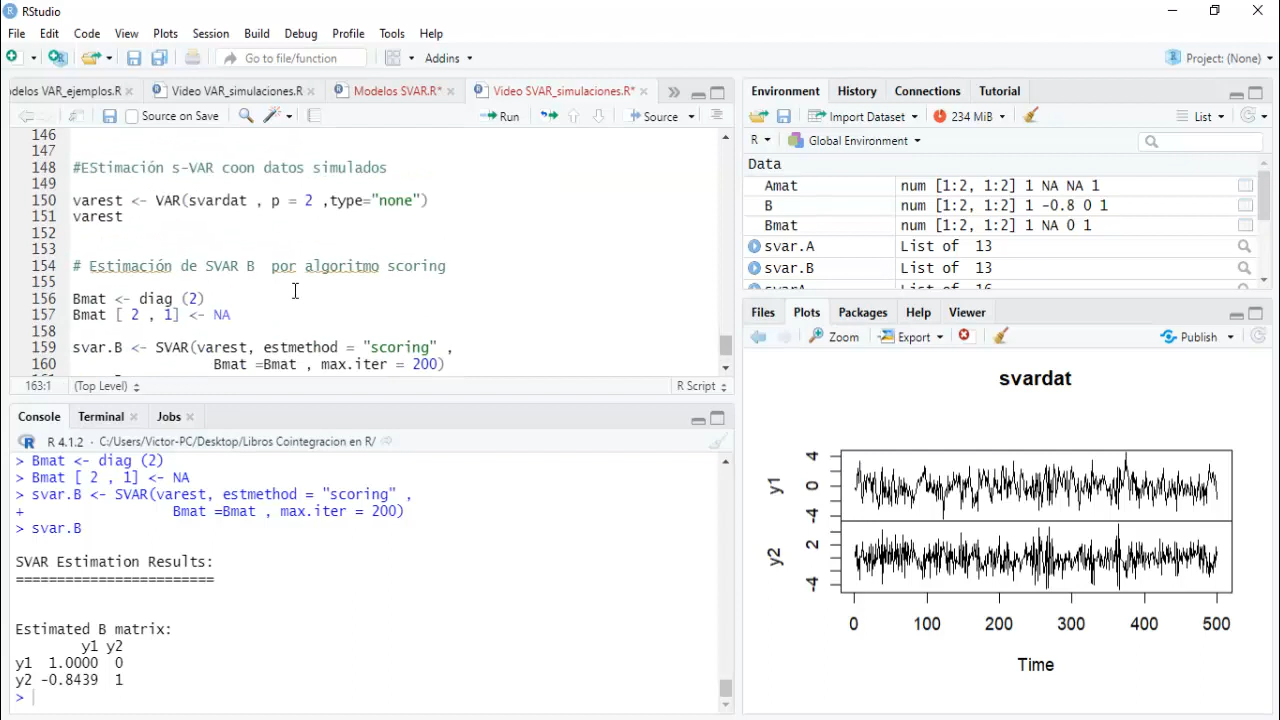 RStudio
File Edit Code View Plots Session Build Debug Profile Tools Help
Go to file/function Addins Project: (None)
delos VAR_ejemplos.R Video VAR_simulaciones.R Modelos SVAR.R* Video SVAR_simulaciones.R*
Source on Save Run Source
146
147
148 #EStimación s-VAR coon datos simulados
149
150 varest <- VAR(svardat , p = 2 ,type="none")
151 varest
152
153
154 # Estimación de SVAR B  por algoritmo scoring
155
156 Bmat <- diag (2)
157 Bmat [ 2 , 1] <- NA
158
159 svar.B <- SVAR(varest, estmethod = "scoring" ,
160 Bmat =Bmat , max.iter = 200)
163:1 (Top Level) R Script
Console Terminal Jobs
R 4.1.2 · C:/Users/Victor-PC/Desktop/Libros Cointegracion en R/
> Bmat <- diag (2)
> Bmat [ 2 , 1] <- NA
> svar.B <- SVAR(varest, estmethod = "scoring" ,
+ Bmat =Bmat , max.iter = 200)
> svar.B
SVAR Estimation Results:
========================
Estimated B matrix:
y1 y2
y1 1.0000 0
y2 -0.8439 1
>
Environment History Connections Tutorial
Import Dataset 234 MiB List
R Global Environment
Data
Amat num [1:2, 1:2] 1 NA NA 1
B num [1:2, 1:2] 1 -0.8 0 1
Bmat num [1:2, 1:2] 1 NA 0 1
svar.A List of 13
svar.B List of 13
Files Plots Packages Help Viewer
Zoom Export Publish
svardat
y1
4
0
-4
y2
2
-4
0 100 200 300 400 500
Time